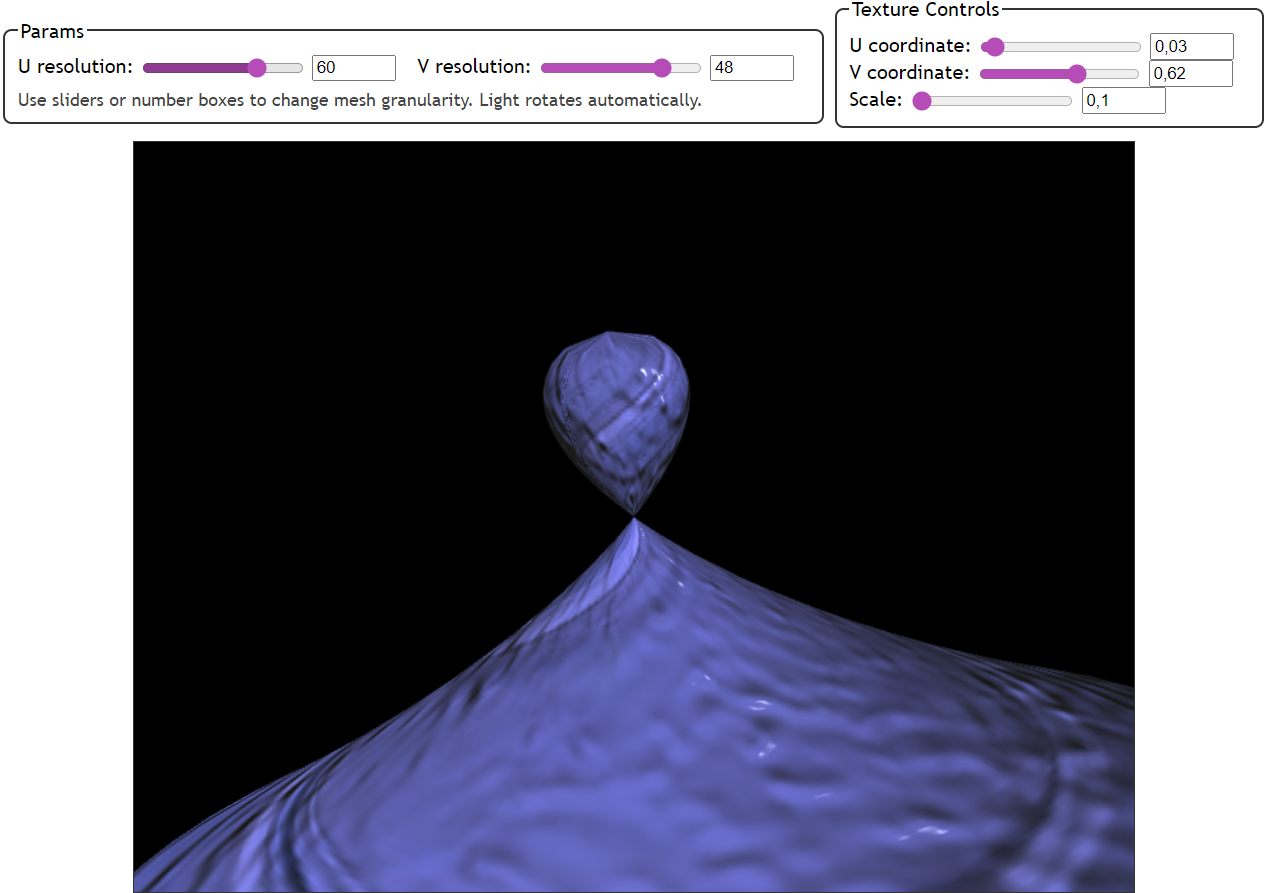 Params
U resolution: 60 V resolution: 48
Use sliders or number boxes to change mesh granularity. Light rotates automatically.
Texture Controls
U coordinate: 0,03
V coordinate: 0,62
Scale: 0,1